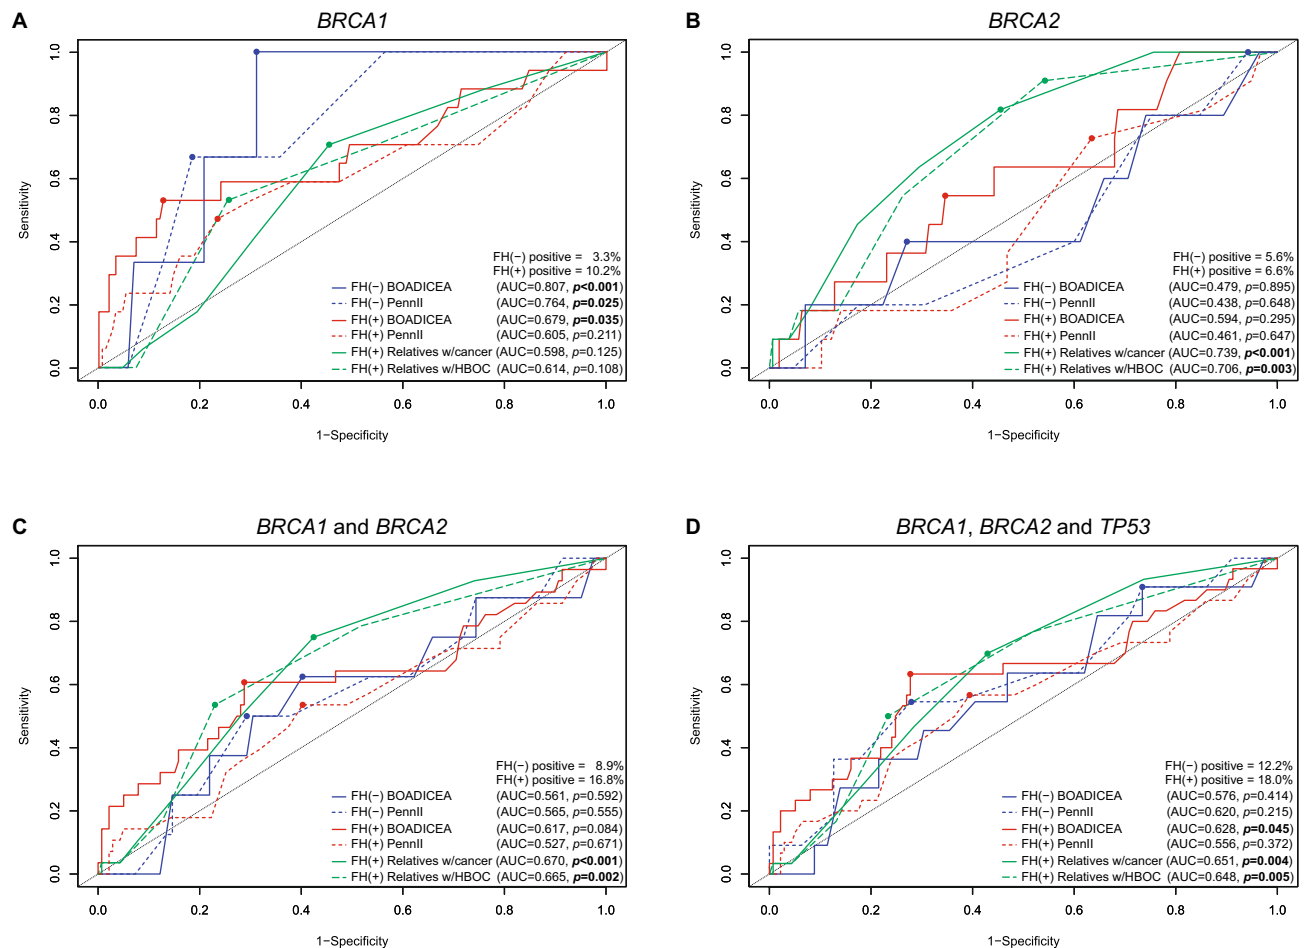 A
BRCA1
1.0
0.8
0.6
0.4
0.2
0.0
Sensitivity
FH(−) positive = 3.3%
FH(+) positive = 10.2%
FH(−) BOADICEA (AUC=0.807, p<0.001)
FH(−) PennII (AUC=0.764, p=0.025)
FH(+) BOADICEA (AUC=0.679, p=0.035)
FH(+) PennII (AUC=0.605, p=0.211)
FH(+) Relatives w/cancer (AUC=0.598, p=0.125)
FH(+) Relatives w/HBOC (AUC=0.614, p=0.108)
0.0 0.2 0.4 0.6 0.8 1.0
1−Specificity
B
BRCA2
1.0
0.8
0.6
0.4
0.2
0.0
Sensitivity
FH(−) positive = 5.6%
FH(+) positive = 6.6%
FH(−) BOADICEA (AUC=0.479, p=0.895)
FH(−) PennII (AUC=0.438, p=0.648)
FH(+) BOADICEA (AUC=0.594, p=0.295)
FH(+) PennII (AUC=0.461, p=0.647)
FH(+) Relatives w/cancer (AUC=0.739, p<0.001)
FH(+) Relatives w/HBOC (AUC=0.706, p=0.003)
0.0 0.2 0.4 0.6 0.8 1.0
1−Specificity
C
BRCA1 and BRCA2
1.0
0.8
0.6
0.4
0.2
0.0
Sensitivity
FH(−) positive = 8.9%
FH(+) positive = 16.8%
FH(−) BOADICEA (AUC=0.561, p=0.592)
FH(−) PennII (AUC=0.565, p=0.555)
FH(+) BOADICEA (AUC=0.617, p=0.084)
FH(+) PennII (AUC=0.527, p=0.671)
FH(+) Relatives w/cancer (AUC=0.670, p<0.001)
FH(+) Relatives w/HBOC (AUC=0.665, p=0.002)
0.0 0.2 0.4 0.6 0.8 1.0
1−Specificity
D
BRCA1, BRCA2 and TP53
1.0
0.8
0.6
0.4
0.2
0.0
Sensitivity
FH(−) positive = 12.2%
FH(+) positive = 18.0%
FH(−) BOADICEA (AUC=0.576, p=0.414)
FH(−) PennII (AUC=0.620, p=0.215)
FH(+) BOADICEA (AUC=0.628, p=0.045)
FH(+) PennII (AUC=0.556, p=0.372)
FH(+) Relatives w/cancer (AUC=0.651, p=0.004)
FH(+) Relatives w/HBOC (AUC=0.648, p=0.005)
0.0 0.2 0.4 0.6 0.8 1.0
1−Specificity